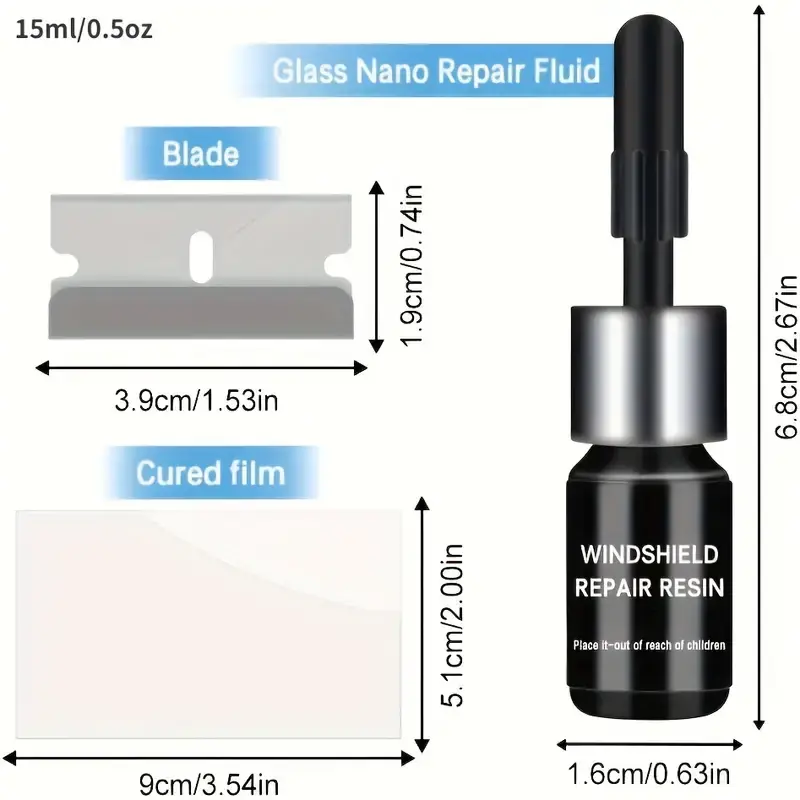 15ml/0.5oz
Glass Nano Repair Fluid
Blade
1.9cm/0.74in
3.9cm/1.53in
Cured film
5.1cm/2.00in
9cm/3.54in
6.8cm/2.67in
WINDSHIELD
REPAIR RESIN
Place it-out of reach of children
1.6cm/0.63in